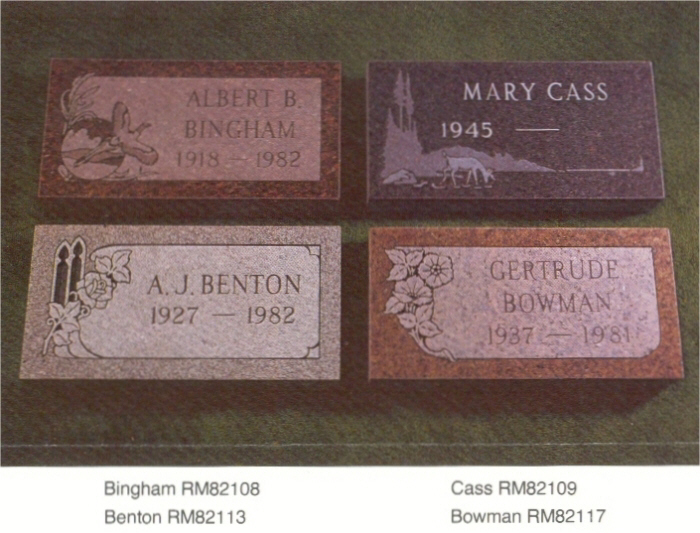 ALBERT B.
BINGHAM
1918 — 1982
MARY CASS
1945 —
A. J. BENTON
1927 — 1982
GERTRUDE
BOWMAN
1937 — 1981
Bingham RM82108
Cass RM82109
Benton RM82113
Bowman RM82117